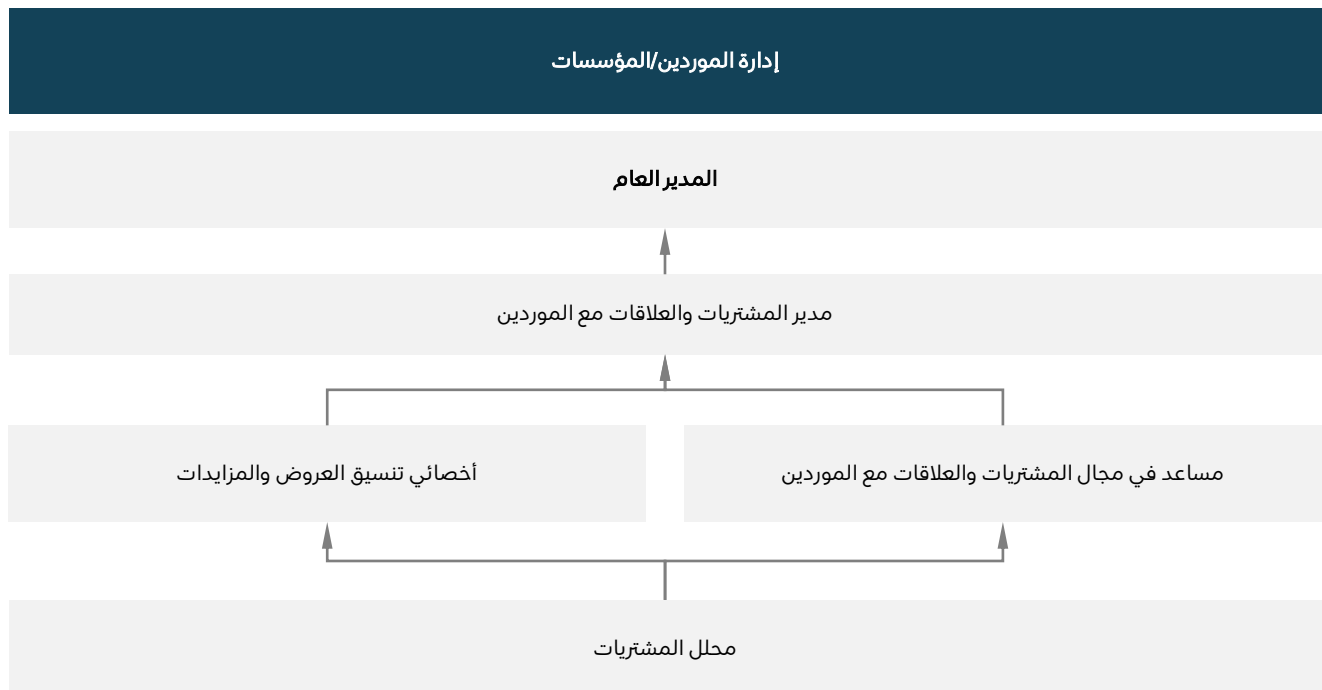 إدارة الموردين/المؤسسات
المدير العام
مدير المشتريات والعلاقات مع الموردين
مساعد في مجال المشتريات والعلاقات مع الموردين
أخصائي تنسيق العروض والمزايدات
محلل المشتريات